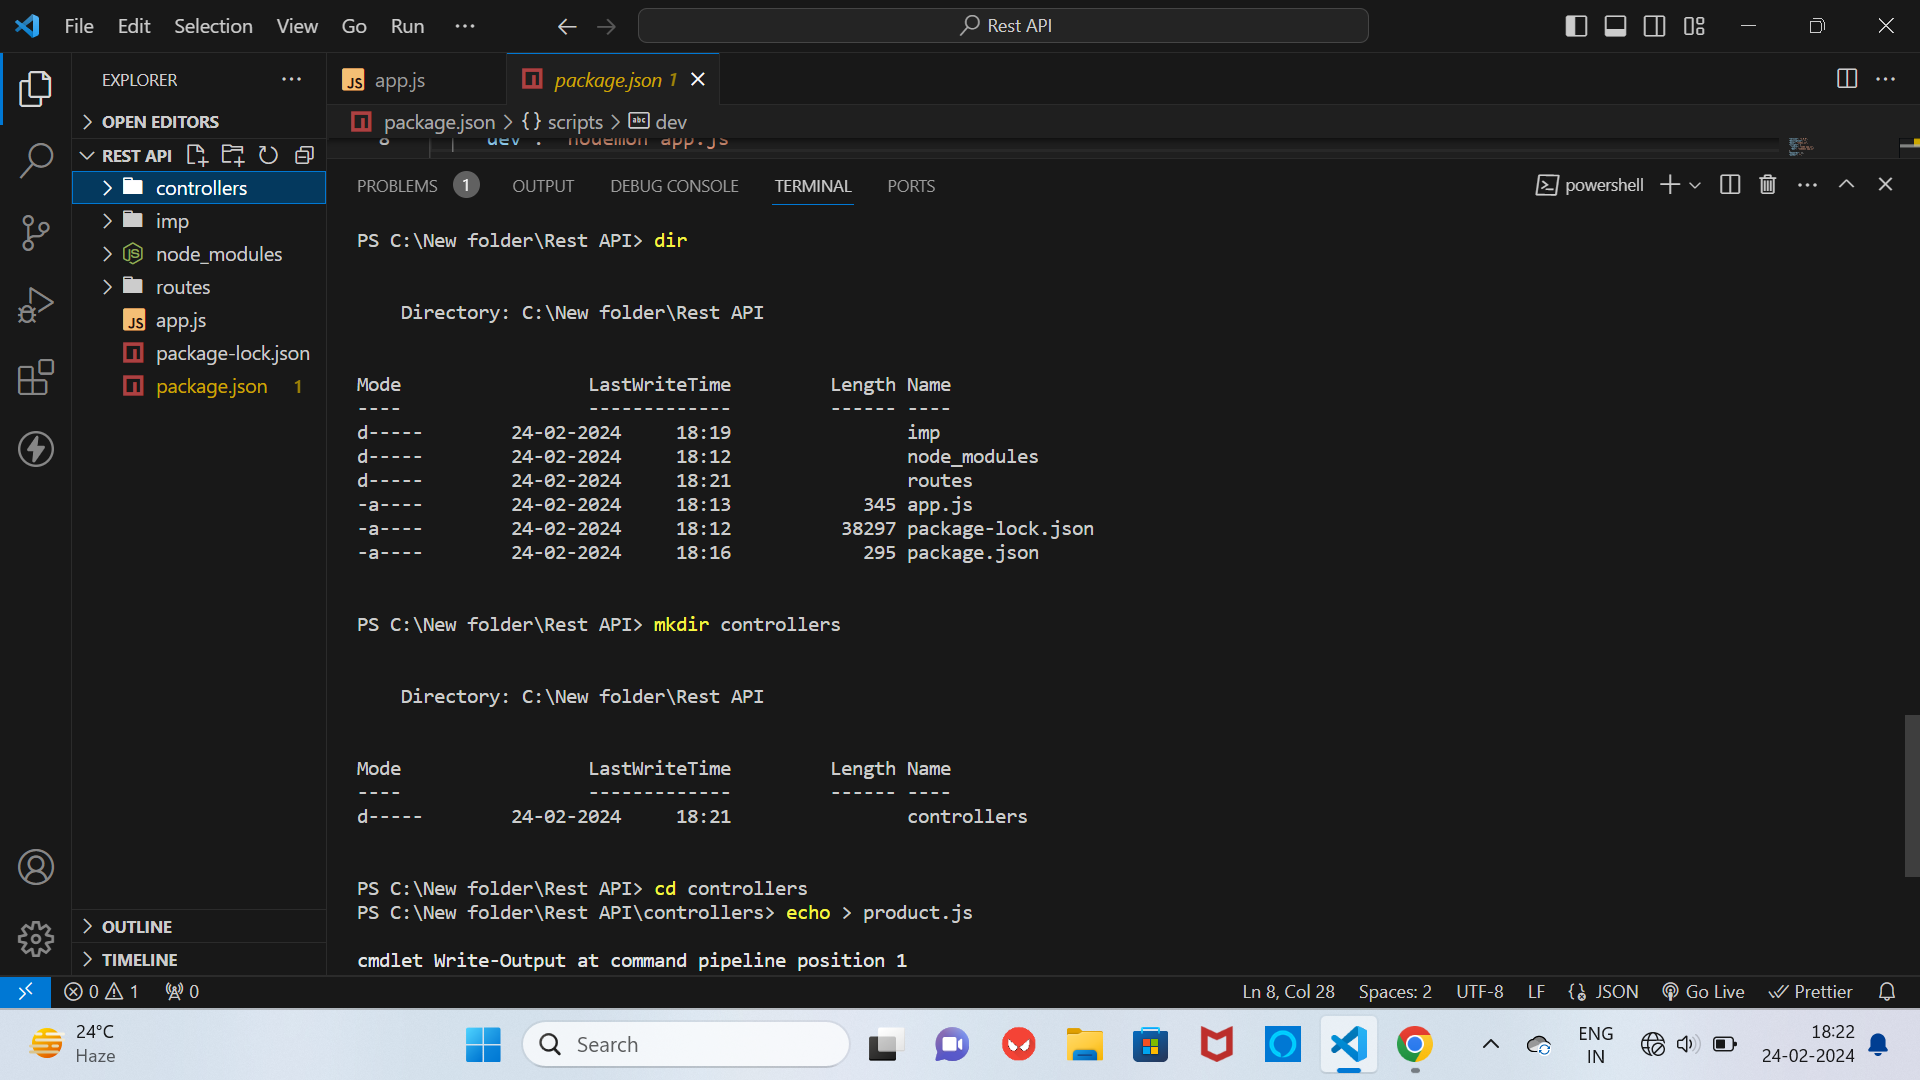 File Edit Selection View Go Run ···
Rest API
EXPLORER ···
app.js
package.json 1
OPEN EDITORS
package.json > {} scripts > dev
8 "dev": "nodemon app.js"
REST API
controllers
imp
node_modules
routes
app.js
package-lock.json
package.json 1
PROBLEMS 1 OUTPUT DEBUG CONSOLE TERMINAL PORTS
powershell
PS C:\New folder\Rest API> dir
Directory: C:\New folder\Rest API
Mode LastWriteTime Length Name
---- ------------- ------ ----
d----- 24-02-2024 18:19 imp
d----- 24-02-2024 18:12 node_modules
d----- 24-02-2024 18:21 routes
-a---- 24-02-2024 18:13 345 app.js
-a---- 24-02-2024 18:12 38297 package-lock.json
-a---- 24-02-2024 18:16 295 package.json
PS C:\New folder\Rest API> mkdir controllers
Directory: C:\New folder\Rest API
Mode LastWriteTime Length Name
---- ------------- ------ ----
d----- 24-02-2024 18:21 controllers
PS C:\New folder\Rest API> cd controllers
PS C:\New folder\Rest API\controllers> echo > product.js
cmdlet Write-Output at command pipeline position 1
OUTLINE
TIMELINE
0 1 0
Ln 8, Col 28 Spaces: 2 UTF-8 LF {} JSON Go Live Prettier
24°C
Haze
Search
ENG
IN
18:22
24-02-2024